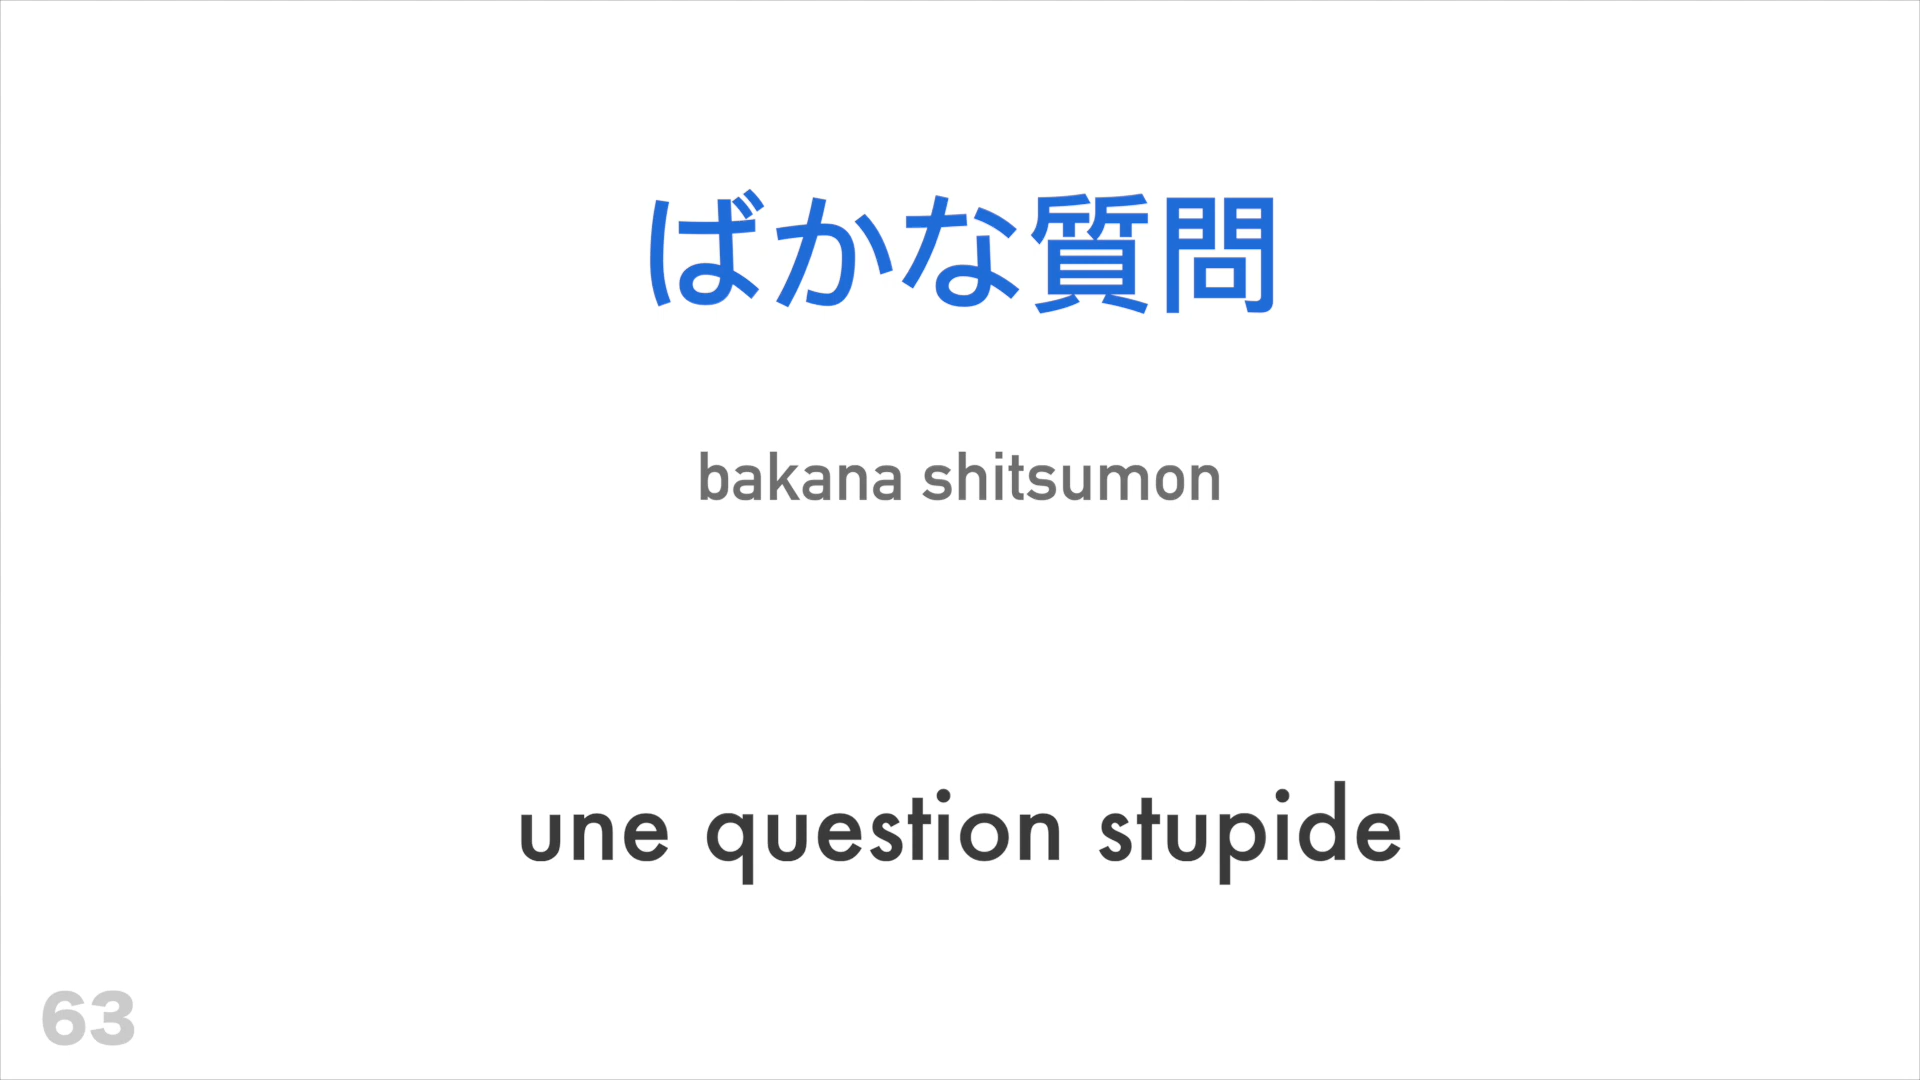 ばかな質問
bakana shitsumon
une question stupide
63